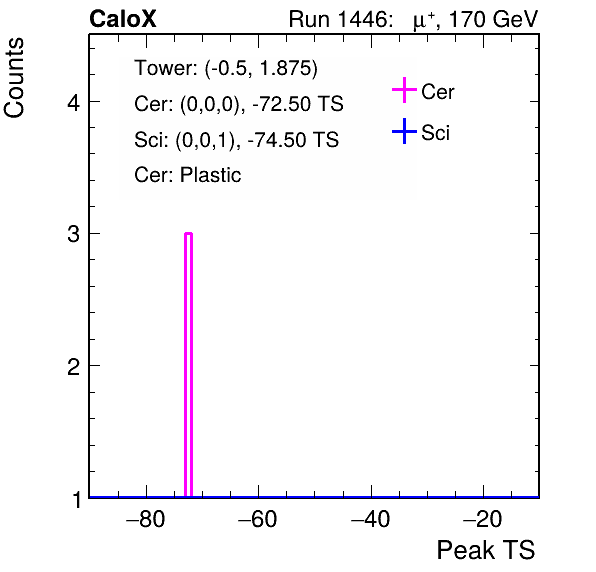 CaloX Run 1446: μ⁺, 170 GeV
Counts
Tower: (-0.5, 1.875)
Cer: (0,0,0), -72.50 TS
Sci: (0,0,1), -74.50 TS
Cer: Plastic
Cer
Sci
4
3
2
1
−80 −60 −40 −20
Peak TS